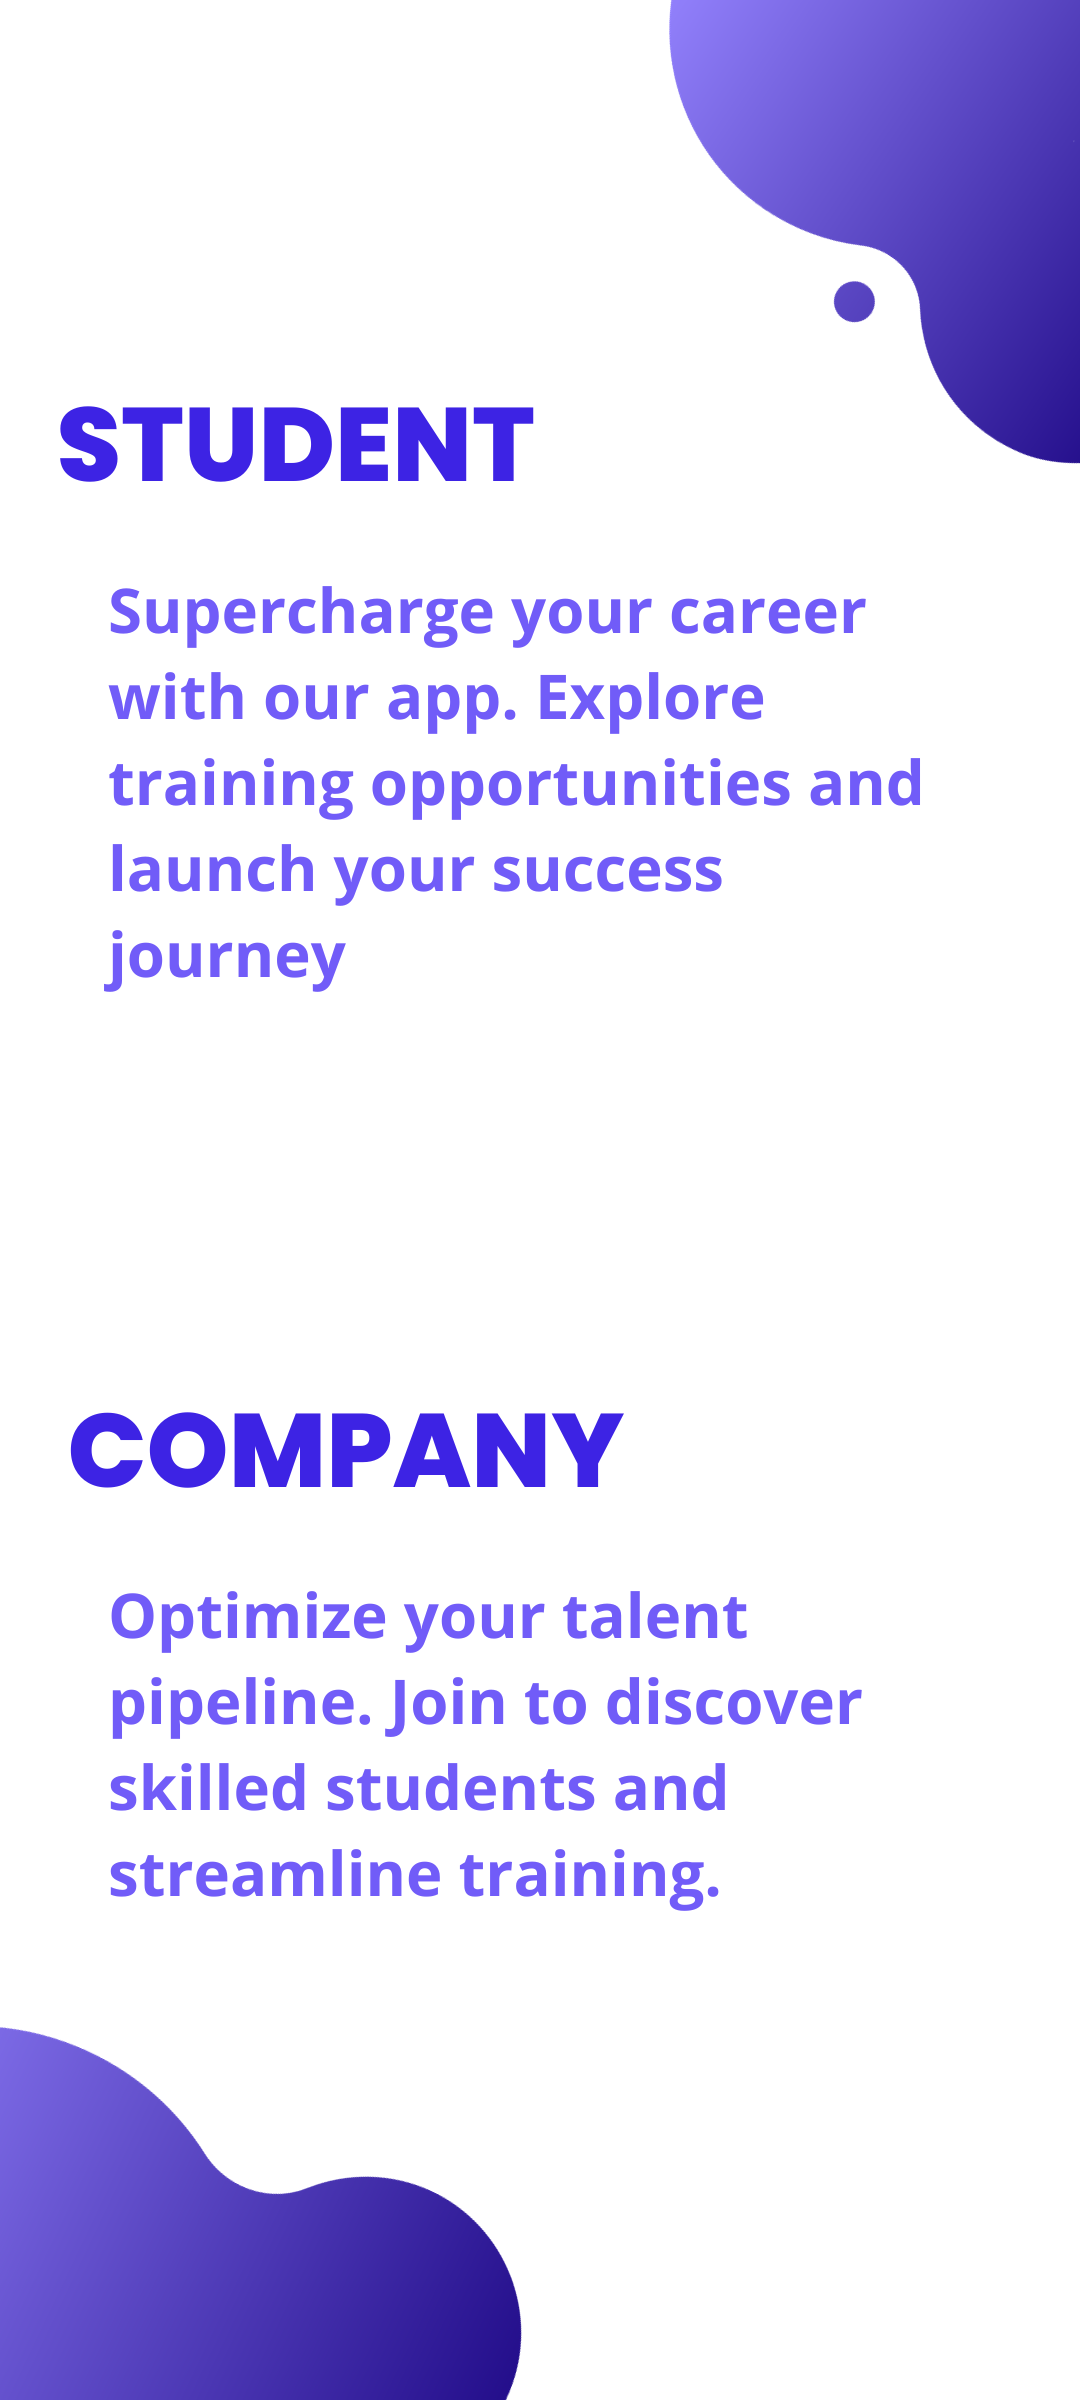 STUDENT
Supercharge your career
with our app. Explore
training opportunities and
launch your success
journey
COMPANY
Optimize your talent
pipeline. Join to discover
skilled students and
streamline training.